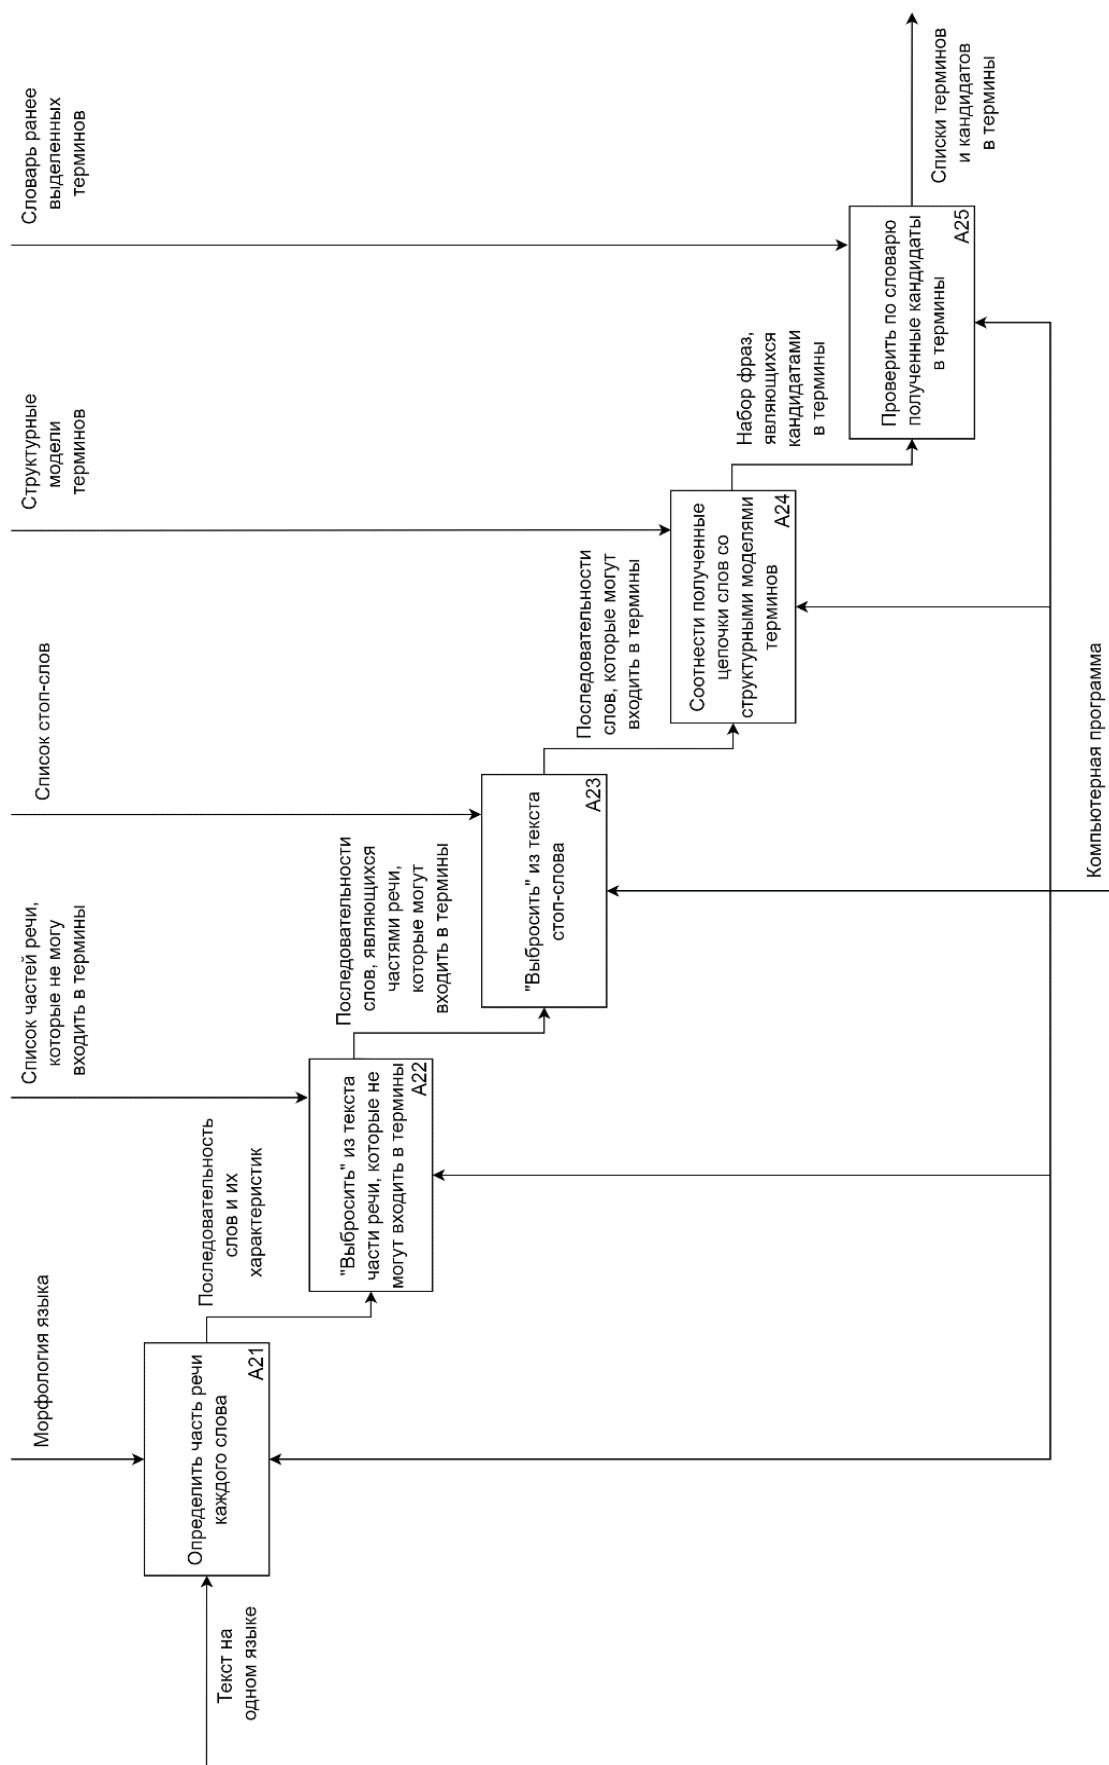 Морфология языка
Список частей речи,
которые не могу
входить в термины
Список стоп-слов
Структурные
модели
терминов
Словарь ранее
выделенных
терминов
Текст на
одном языке
Определить часть речи
каждого слова
A21
Последовательность
слов и их
характеристик
"Выбросить" из текста
части речи, которые не
могут входить в термины
A22
Последовательности
слов, являющихся
частями речи,
которые могут
входить в термины
"Выбросить" из текста
стоп-слова
A23
Последовательности
слов, которые могут
входить в термины
Соотнести полученные
цепочки слов со
структурными моделями
терминов
A24
Набор фраз,
являющихся
кандидатами
в термины
Проверить по словарю
полученные кандидаты
в термины
A25
Списки терминов
и кандидатов
в термины
Компьютерная программа